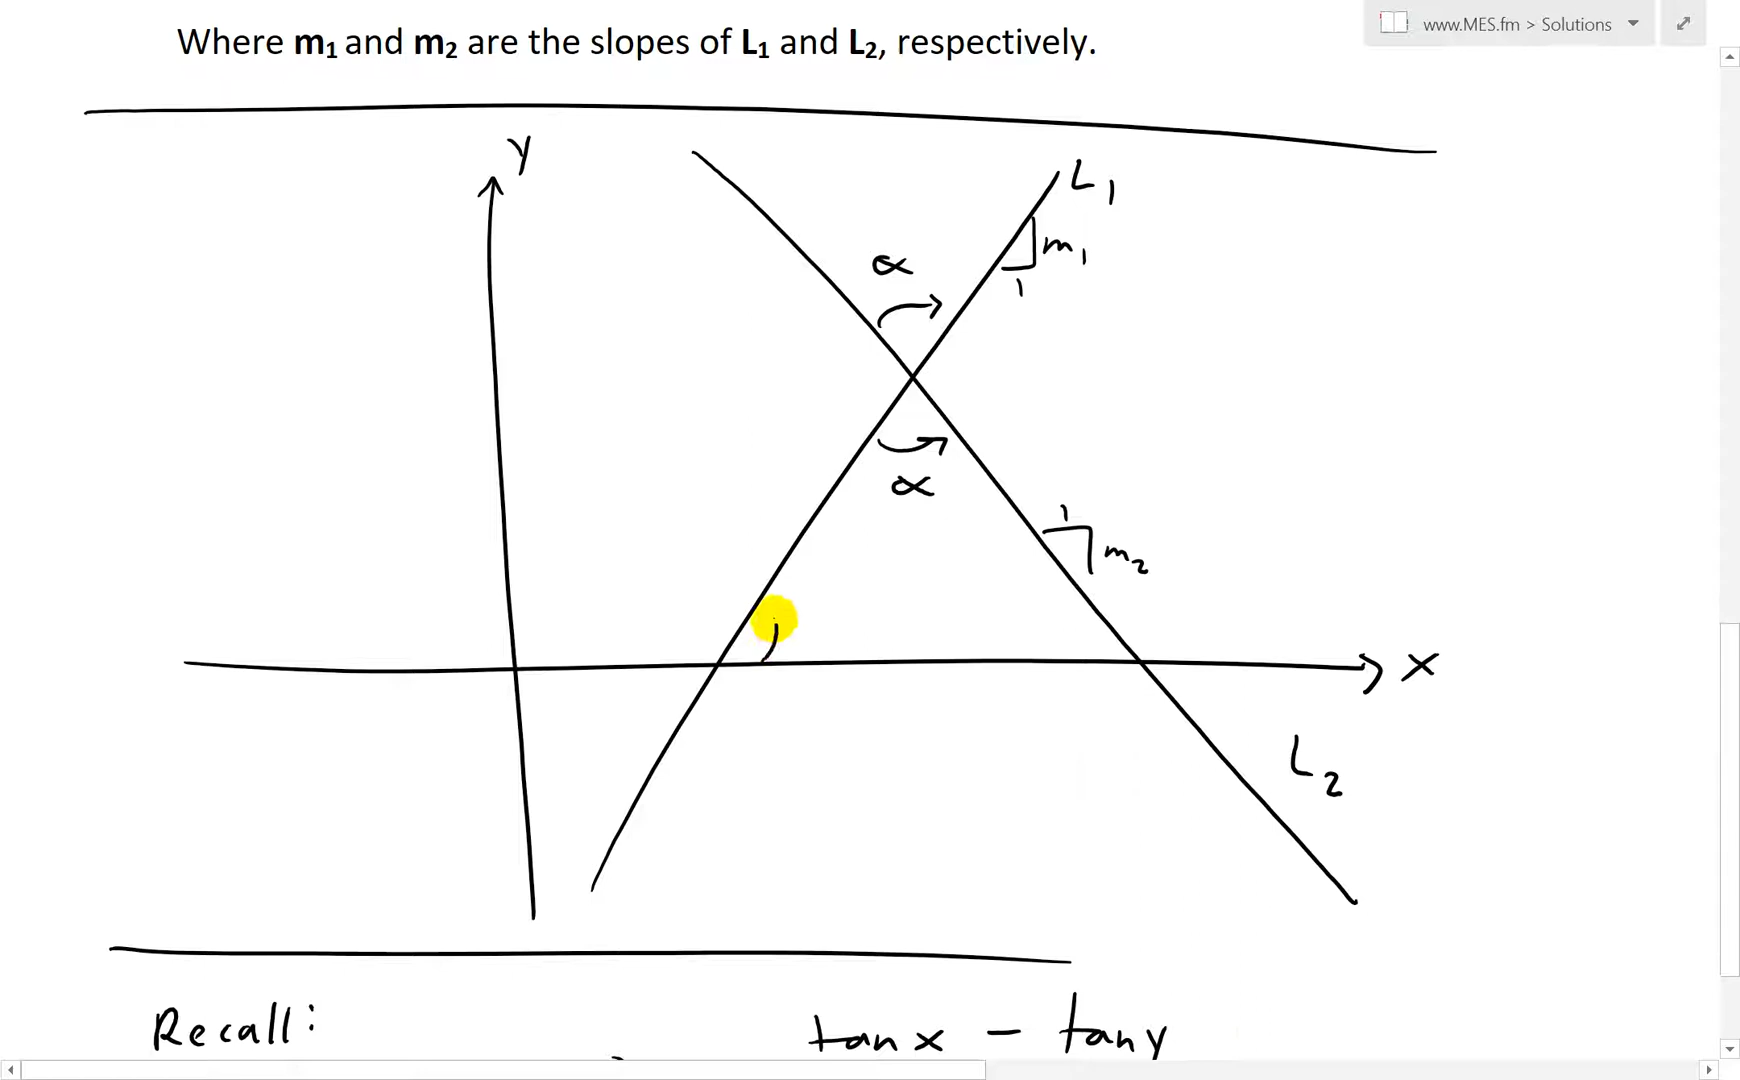 www.MES.fm > Solutions
Where m₁ and m₂ are the slopes of L₁ and L₂, respectively.
y
L₁
m₁
1
α
α
1
m₂
x
L₂
Recall:
tan x − tan y